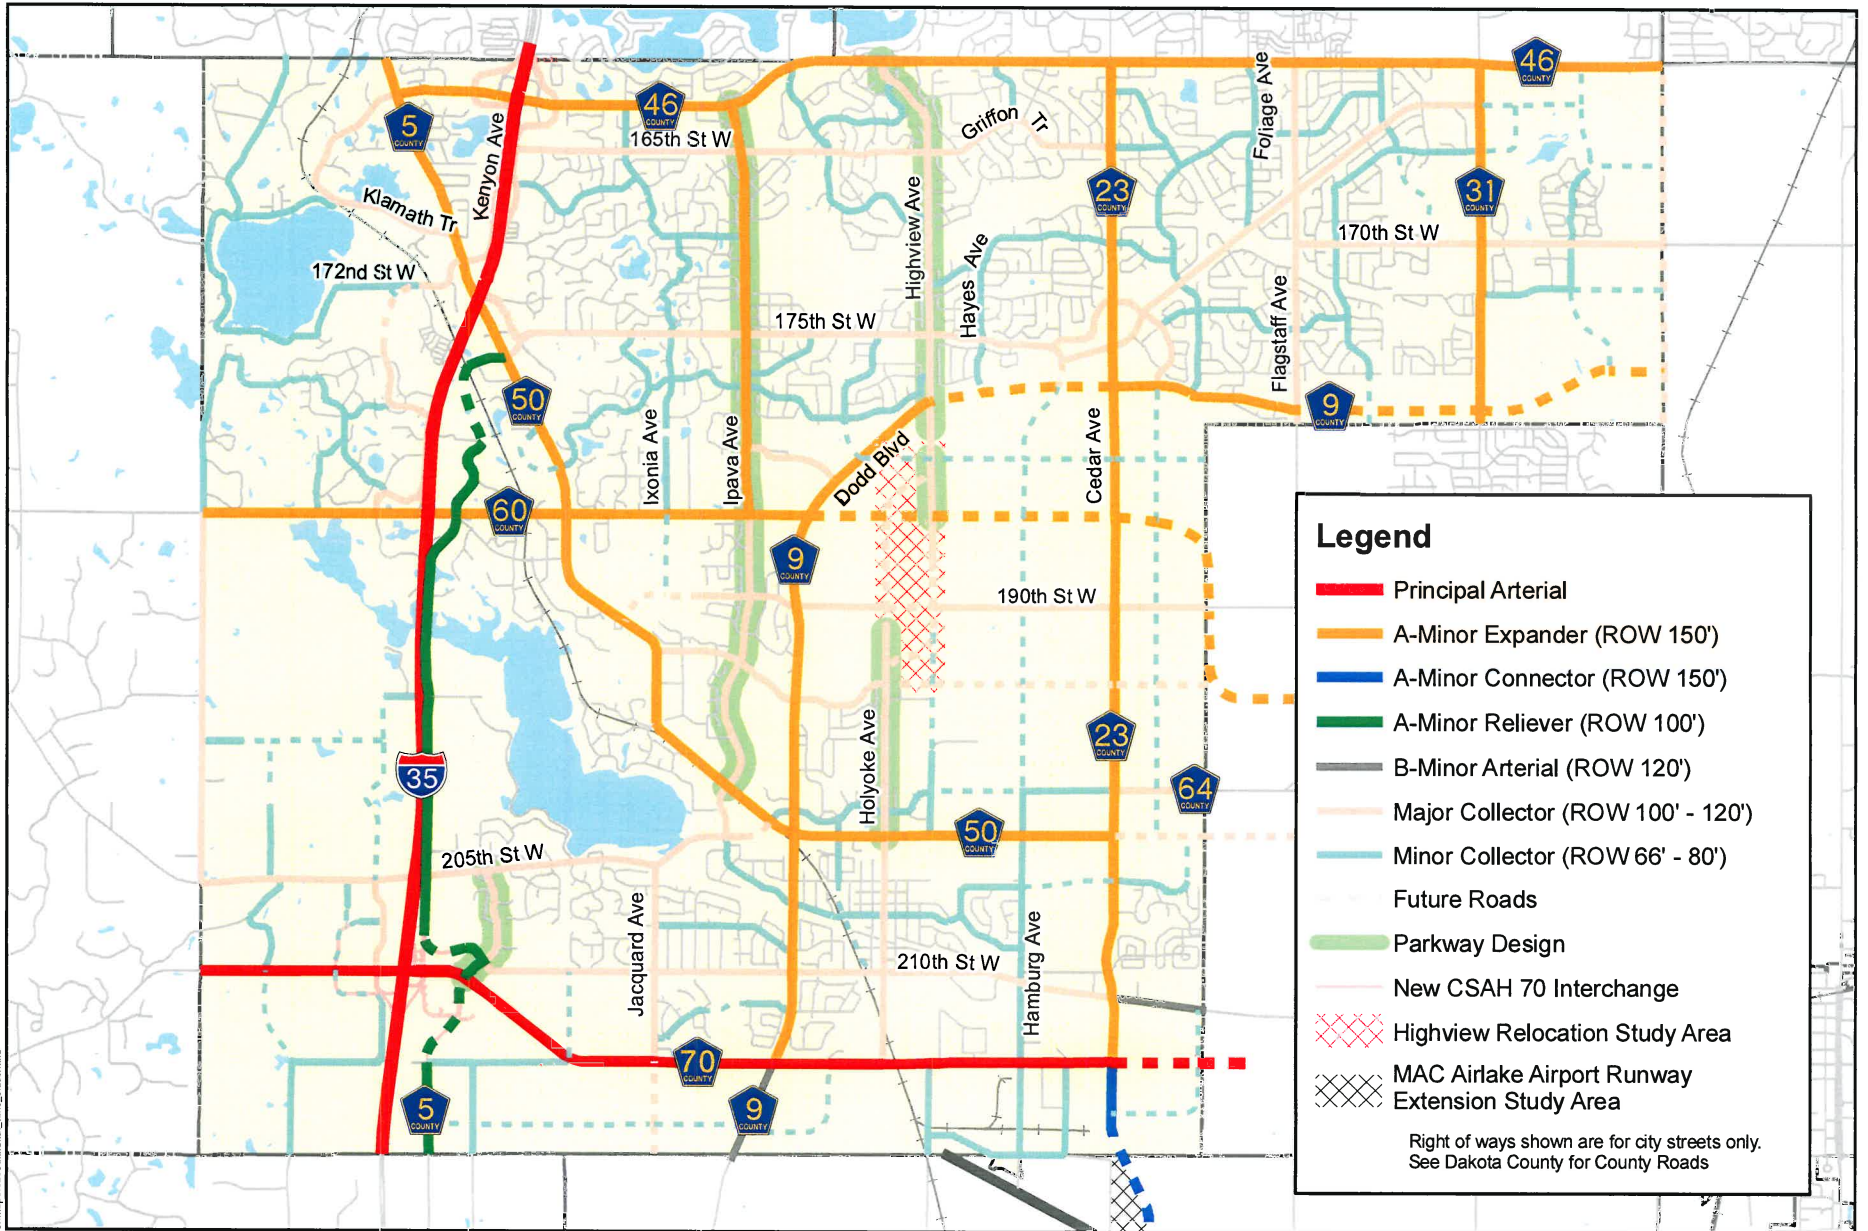 46
COUNTY
46
COUNTY
5
COUNTY
Kenyon Ave
165th St W
Griffon Tr
Foliage Ave
Klamath Tr
Highview Ave
23
COUNTY
31
COUNTY
170th St W
172nd St W
Hayes Ave
175th St W
Flagstaff Ave
50
COUNTY
9
COUNTY
Ixonia Ave
Ipava Ave
Dodd Blvd
Cedar Ave
60
COUNTY
9
COUNTY
190th St W
Holyoke Ave
23
COUNTY
35
64
COUNTY
50
COUNTY
205th St W
Jacquard Ave
210th St W
Hamburg Ave
70
COUNTY
5
COUNTY
9
COUNTY
Legend
Principal Arterial
A-Minor Expander (ROW 150')
A-Minor Connector (ROW 150')
A-Minor Reliever (ROW 100')
B-Minor Arterial (ROW 120')
Major Collector (ROW 100' - 120')
Minor Collector (ROW 66' - 80')
Future Roads
Parkway Design
New CSAH 70 Interchange
Highview Relocation Study Area
MAC Airlake Airport Runway
Extension Study Area
Right of ways shown are for city streets only.
See Dakota County for County Roads